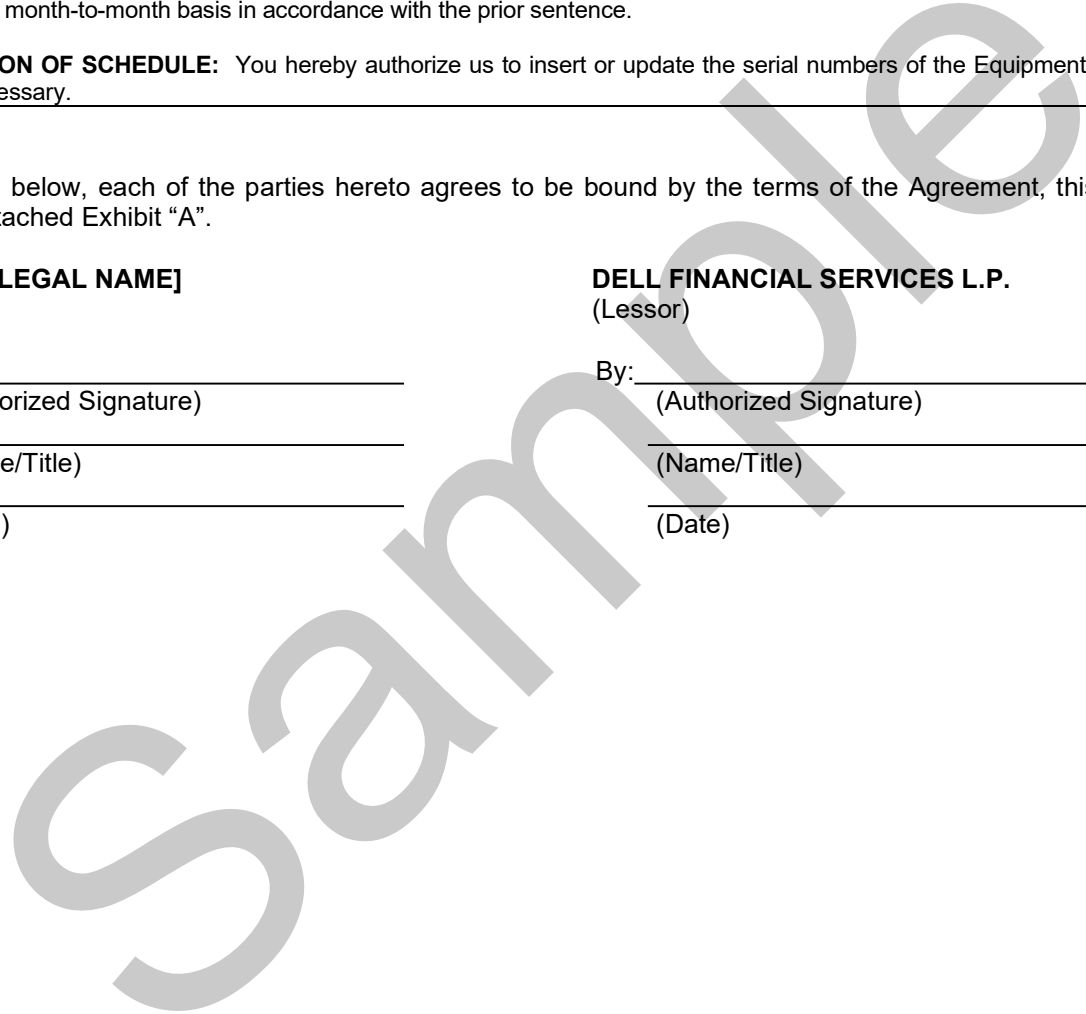 month-to-month basis in accordance with the prior sentence.
ON OF SCHEDULE: You hereby authorize us to insert or update the serial numbers of the Equipment
essary.
below, each of the parties hereto agrees to be bound by the terms of the Agreement, this
tached Exhibit “A”.
LEGAL NAME]
DELL FINANCIAL SERVICES L.P.
(Lessor)
By:
orized Signature)
(Authorized Signature)
e/Title)
(Name/Title)
)
(Date)
Sample